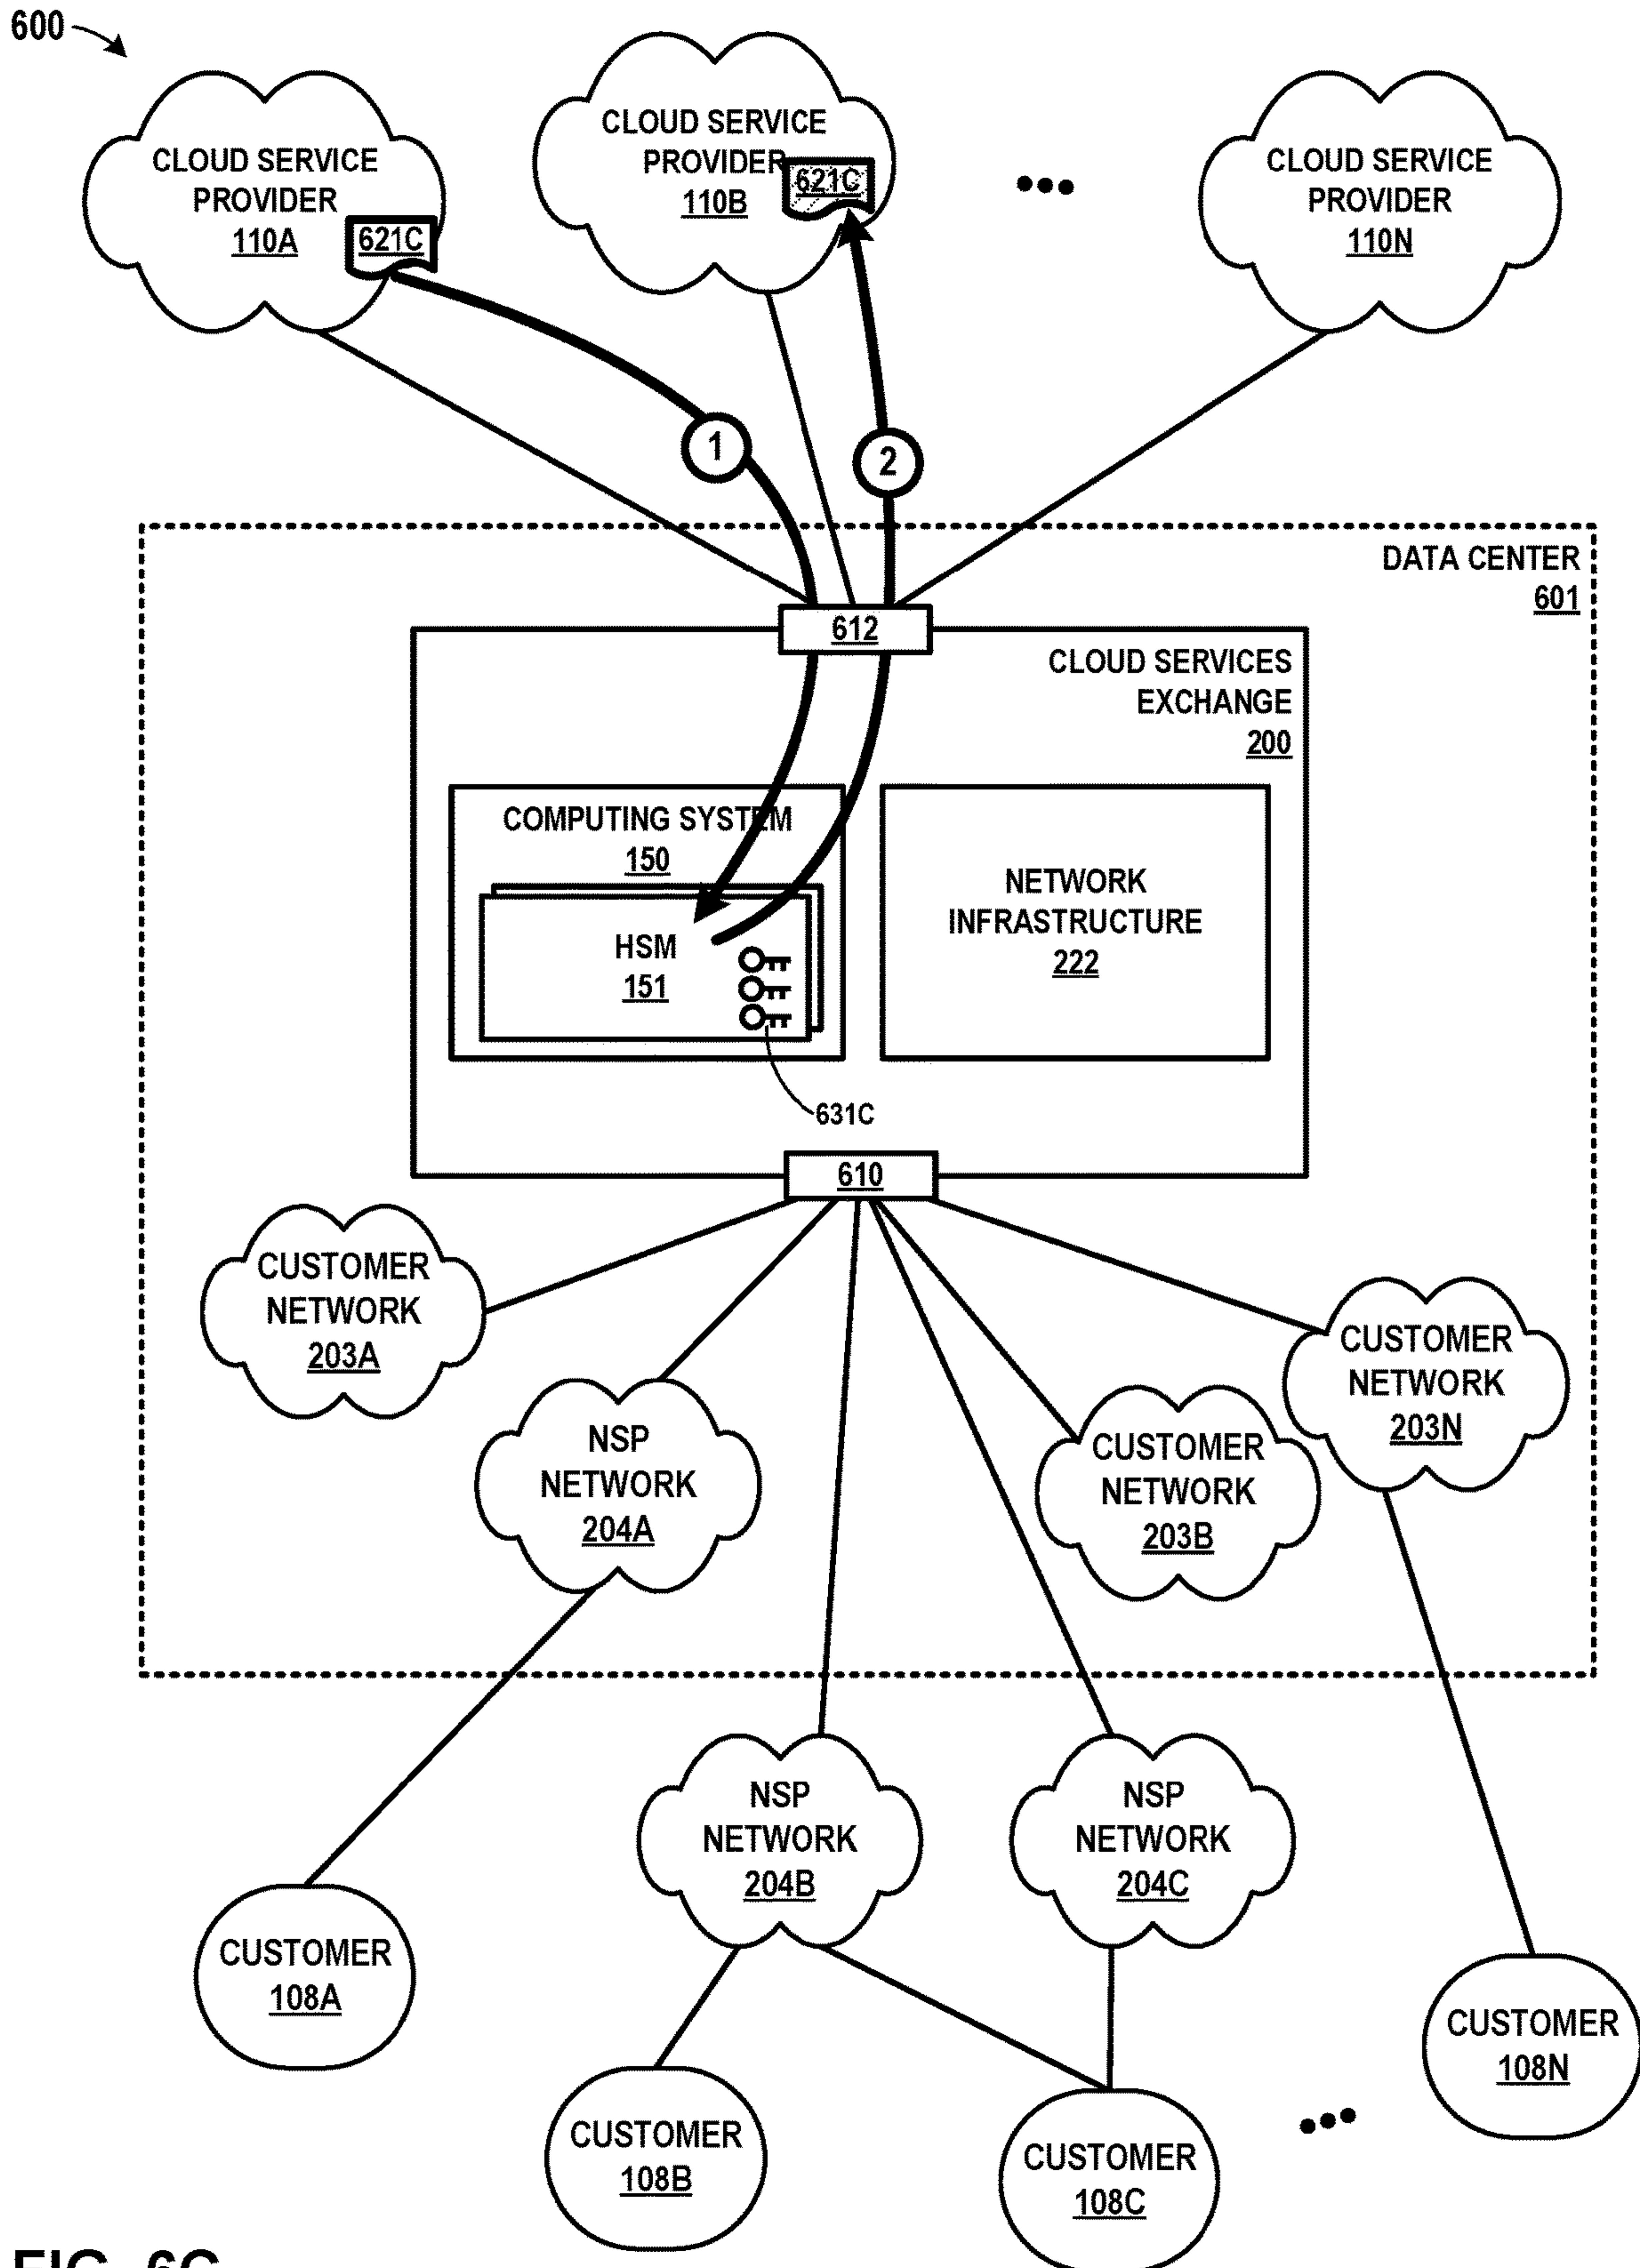 600
CLOUD SERVICE
PROVIDER
110A
621C
CLOUD SERVICE
PROVIDER
110B
621C
CLOUD SERVICE
PROVIDER
110N
1
2
DATA CENTER
601
612
CLOUD SERVICES
EXCHANGE
200
COMPUTING SYSTEM
150
HSM
151
631C
NETWORK
INFRASTRUCTURE
222
610
CUSTOMER
NETWORK
203A
NSP
NETWORK
204A
CUSTOMER
NETWORK
203B
CUSTOMER
NETWORK
203N
NSP
NETWORK
204B
NSP
NETWORK
204C
CUSTOMER
108A
CUSTOMER
108B
CUSTOMER
108C
CUSTOMER
108N
FIG. 6C